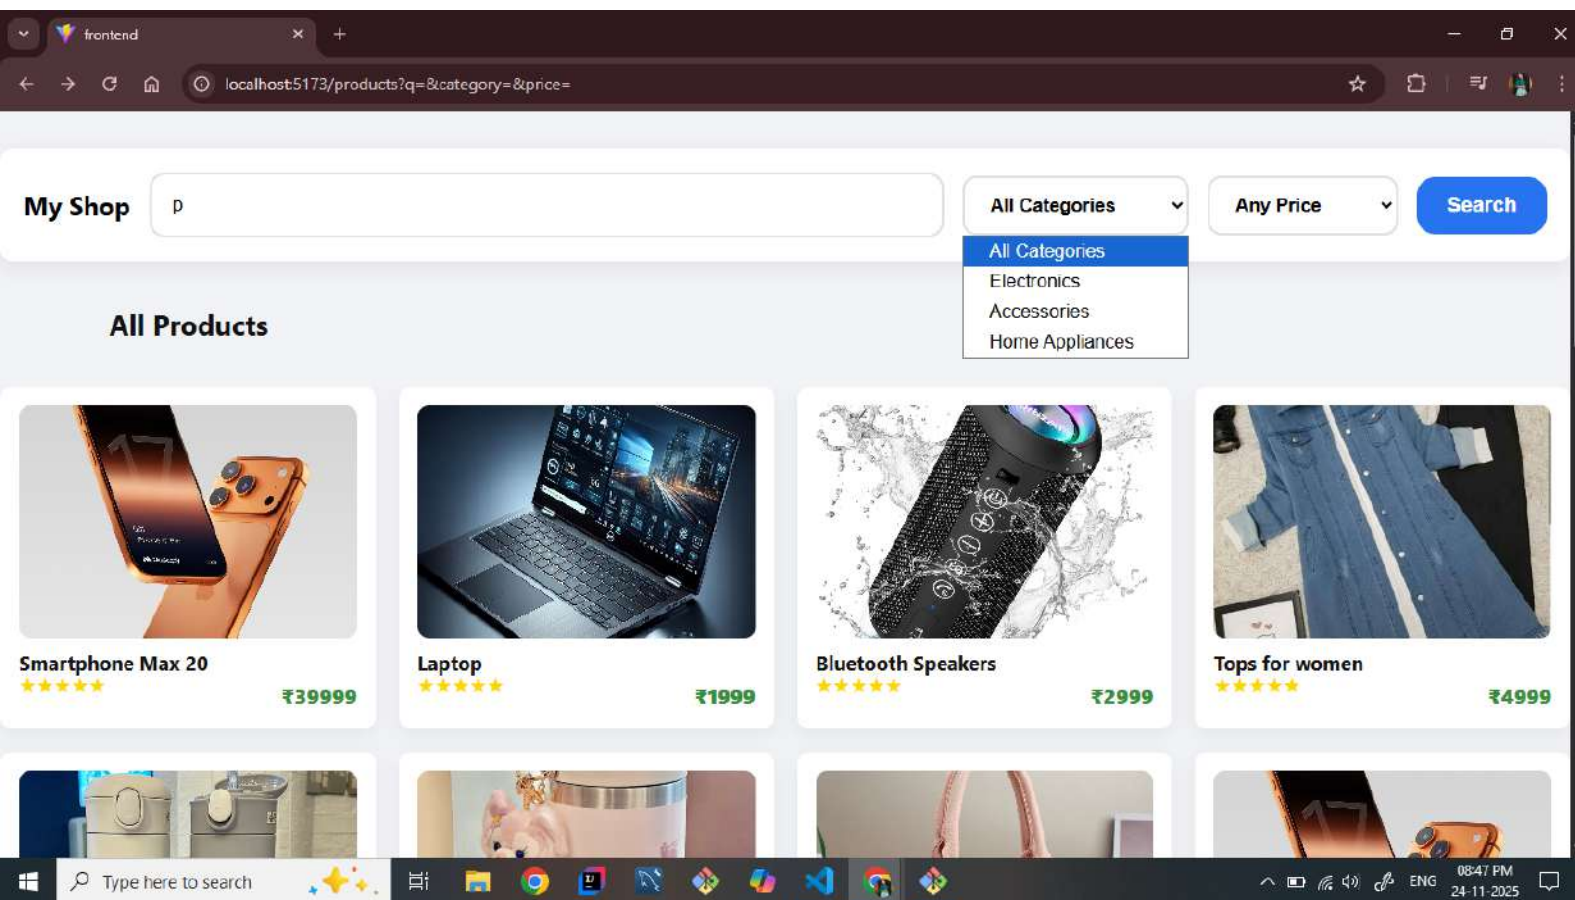 frontend
localhost:5173/products?q=&category=&price=
My Shop
p
All Categories
Any Price
Search
All Categories
Electronics
Accessories
Home Appliances
All Products
17
17
Smartphone Max 20
★★★★★
₹39999
Laptop
★★★★★
₹1999
Bluetooth Speakers
★★★★★
₹2999
Tops for women
★★★★★
₹4999
Type here to search
ENG
08:47 PM
24-11-2025